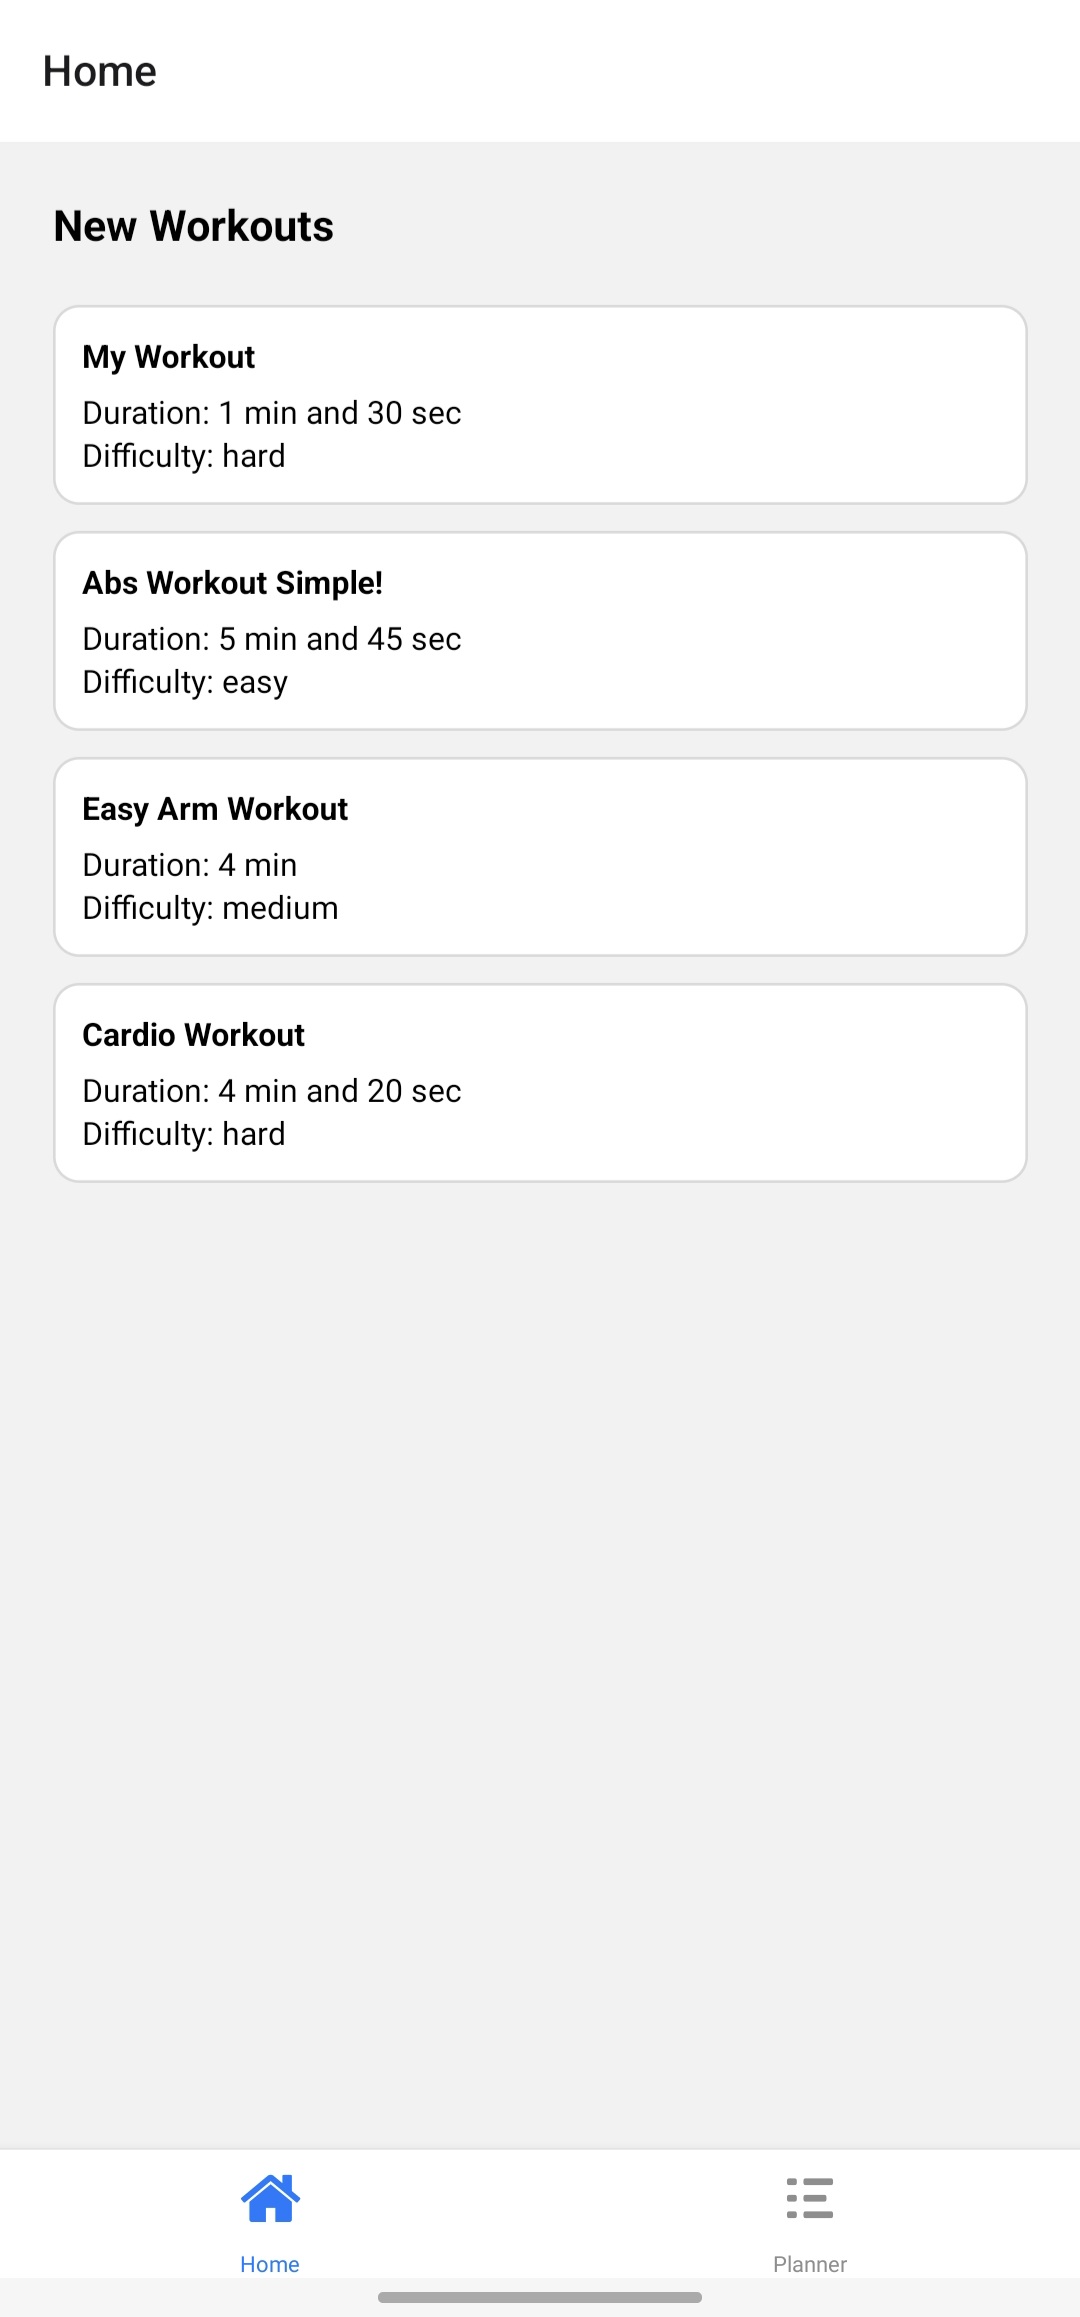 Home
New Workouts
My Workout
Duration: 1 min and 30 sec
Difficulty: hard
Abs Workout Simple!
Duration: 5 min and 45 sec
Difficulty: easy
Easy Arm Workout
Duration: 4 min
Difficulty: medium
Cardio Workout
Duration: 4 min and 20 sec
Difficulty: hard
Home
Planner